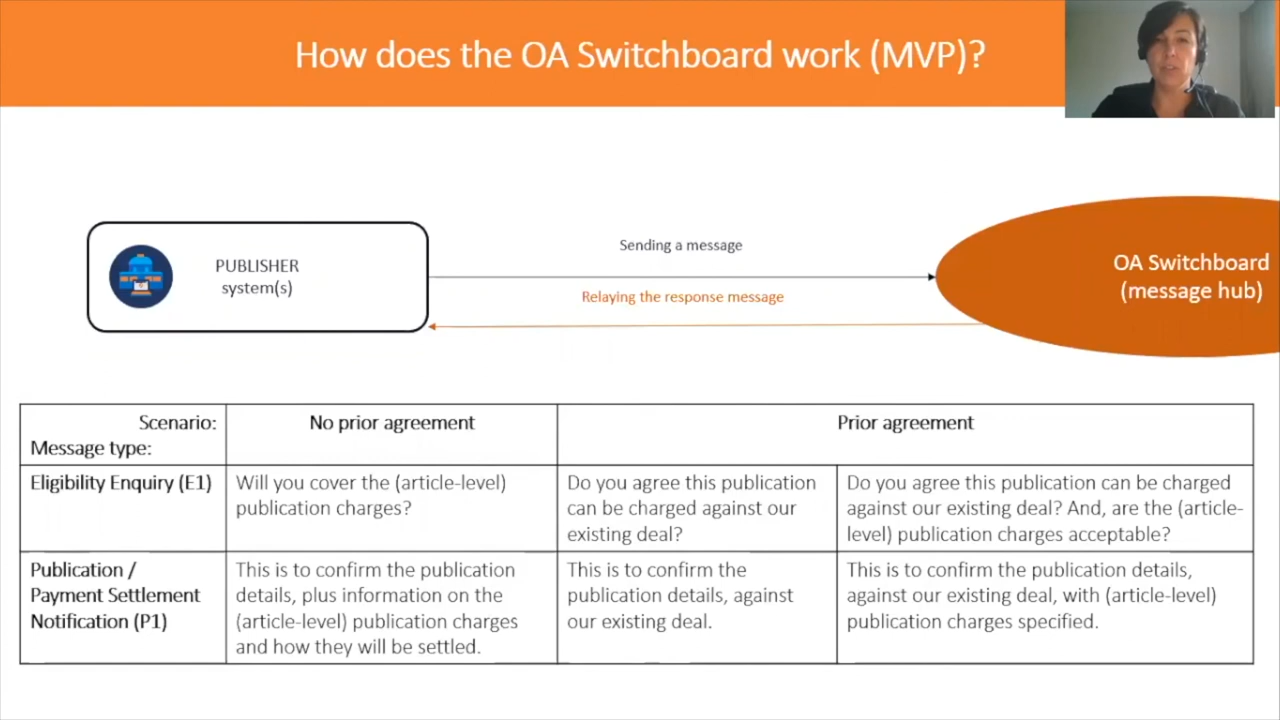 How does the OA Switchboard work (MVP)?
PUBLISHER
system(s)
Sending a message
Relaying the response message
OA Switchboard
(message hub)
Scenario:
Message type:
No prior agreement
Prior agreement
Eligibility Enquiry (E1)
Will you cover the (article-level)
publication charges?
Do you agree this publication
can be charged against our
existing deal?
Do you agree this publication can be charged
against our existing deal? And, are the (article-
level) publication charges acceptable?
Publication /
Payment Settlement
Notification (P1)
This is to confirm the publication
details, plus information on the
(article-level) publication charges
and how they will be settled.
This is to confirm the
publication details, against
our existing deal.
This is to confirm the publication details,
against our existing deal, with (article-level)
publication charges specified.